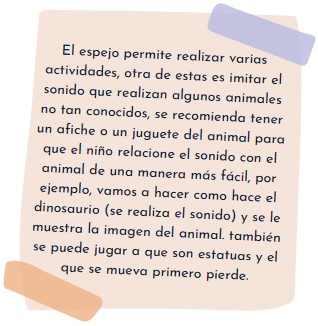 El espejo permite realizar varias
actividades, otra de estas es imitar el
sonido que realizan algunos animales
no tan conocidos, se recomienda tener
un afiche o un juguete del animal para
que el niño relacione el sonido con el
animal de una manera más fácil, por
ejemplo, vamos a hacer como hace el
dinosaurio (se realiza el sonido) y se le
muestra la imagen del animal. también
se puede jugar a que son estatuas y el
que se mueva primero pierde.